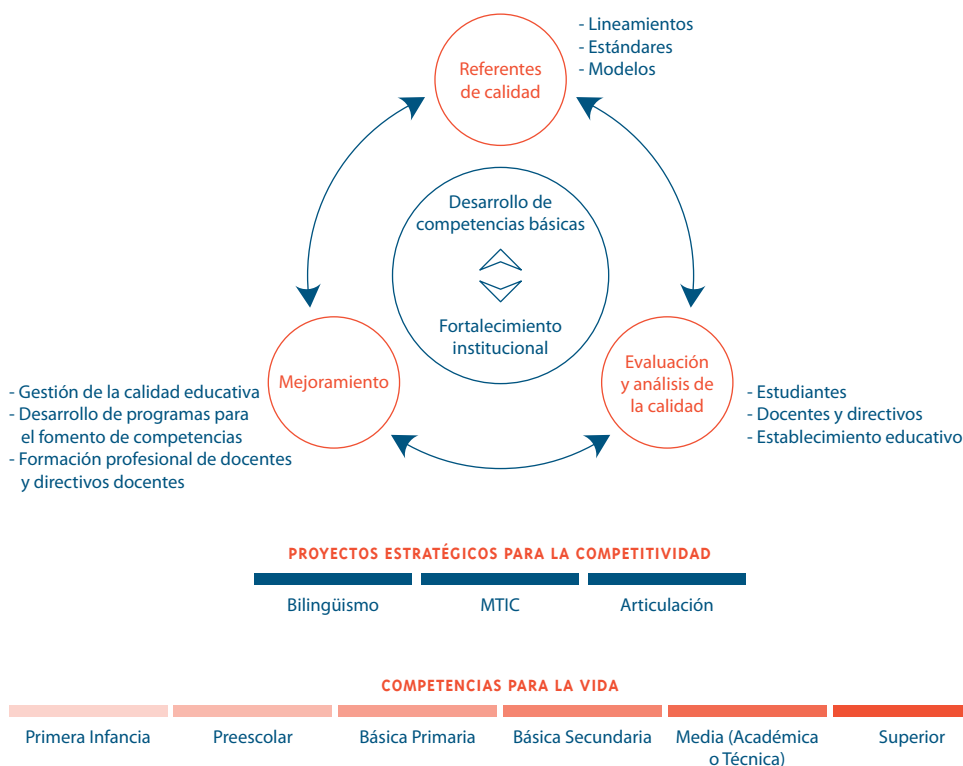 - Lineamientos
- Estándares
- Modelos
Referentes
de calidad
Desarrollo de
competencias básicas
Fortalecimiento
institucional
Mejoramiento
- Gestión de la calidad educativa
- Desarrollo de programas para
el fomento de competencias
- Formación profesional de docentes
y directivos docentes
Evaluación
y análisis de
la calidad
- Estudiantes
- Docentes y directivos
- Establecimiento educativo
PROYECTOS ESTRATÉGICOS PARA LA COMPETITIVIDAD
Bilingüismo
MTIC
Articulación
COMPETENCIAS PARA LA VIDA
Primera Infancia
Preescolar
Básica Primaria
Básica Secundaria
Media (Académica
o Técnica)
Superior